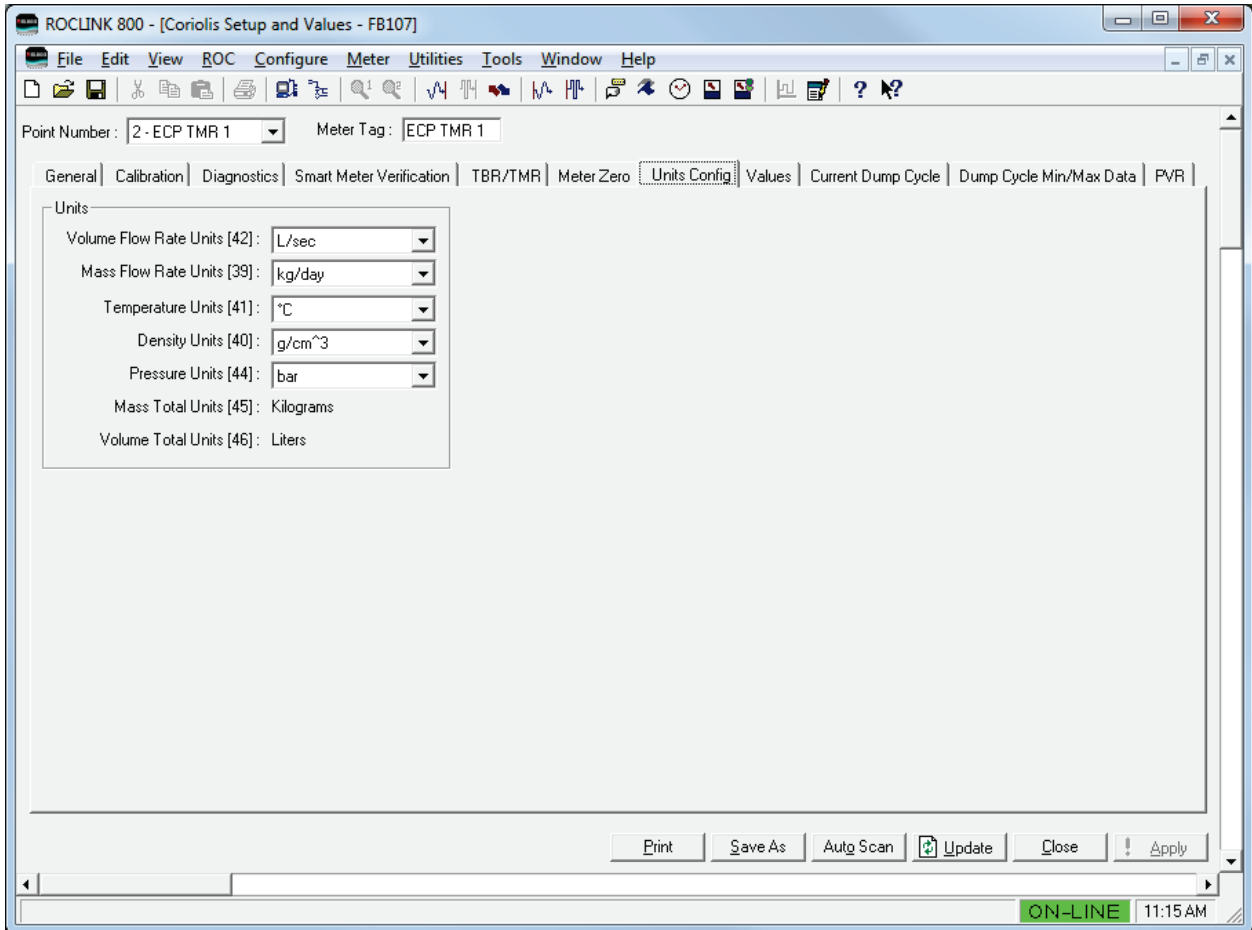 ROCLINK 800 - [Coriolis Setup and Values - FB107]
File Edit View ROC Configure Meter Utilities Tools Window Help
Point Number : 2 - ECP TMR 1 Meter Tag : ECP TMR 1
General Calibration Diagnostics Smart Meter Verification TBR/TMR Meter Zero Units Config Values Current Dump Cycle Dump Cycle Min/Max Data PVR
Units
Volume Flow Rate Units [42] : L/sec
Mass Flow Rate Units [39] : kg/day
Temperature Units [41] : °C
Density Units [40] : g/cm^3
Pressure Units [44] : bar
Mass Total Units [45] : Kilograms
Volume Total Units [46] : Liters
Print Save As Auto Scan Update Close ! Apply
ON-LINE 11:15 AM